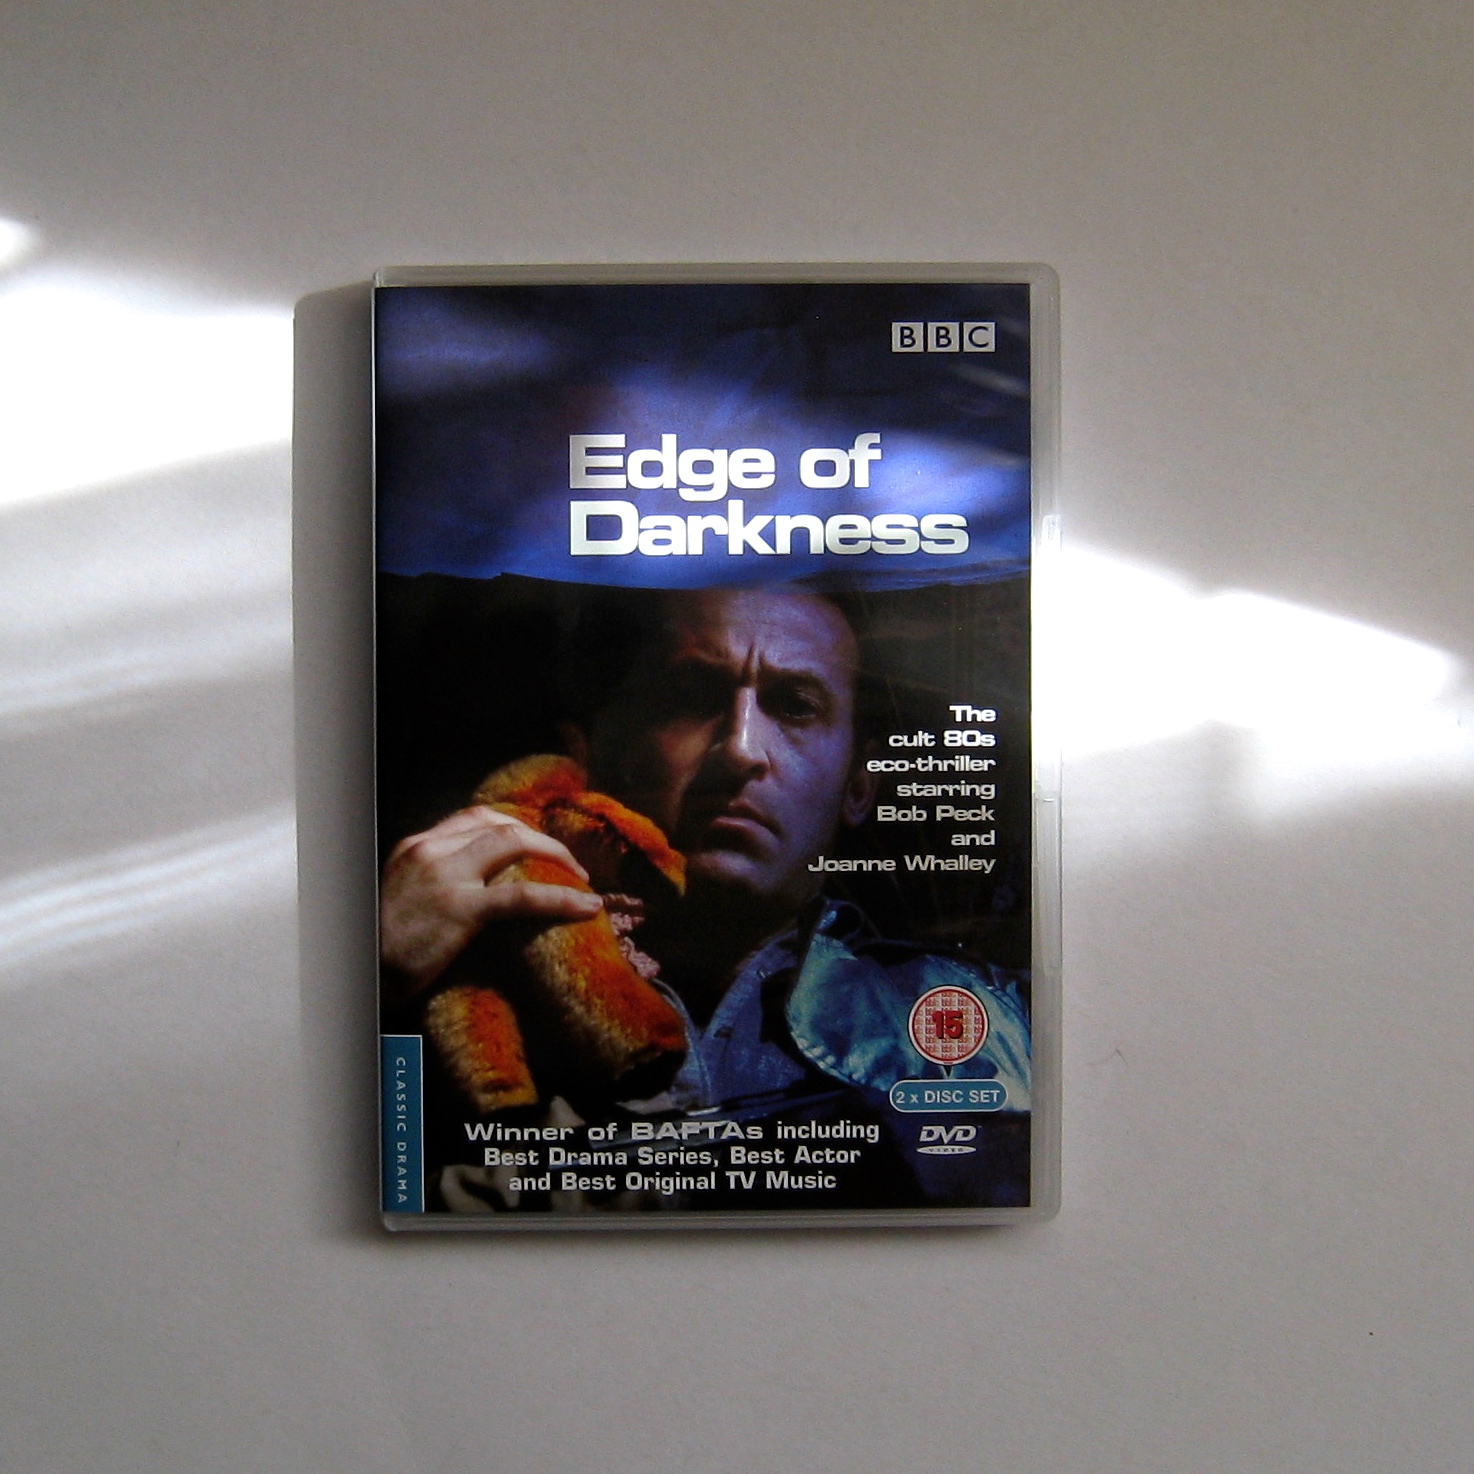 BBC
Edge of
Darkness
The
cult 80s
eco-thriller
starring
Bob Peck
and
Joanne Whalley
15
2 x DISC SET
DVD
VIDEO
CLASSIC DRAMA
Winner of BAFTAs including
Best Drama Series, Best Actor
and Best Original TV Music